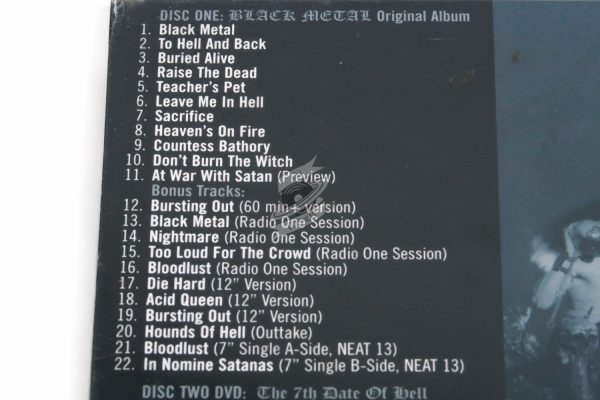 DISC ONE: BLACK METAL Original Album
1. Black Metal
2. To Hell And Back
3. Buried Alive
4. Raise The Dead
5. Teacher's Pet
6. Leave Me In Hell
7. Sacrifice
8. Heaven's On Fire
9. Countess Bathory
10. Don't Burn The Witch
11. At War With Satan (Preview)
Bonus Tracks:
12. Bursting Out (60 min+ version)
13. Black Metal (Radio One Session)
14. Nightmare (Radio One Session)
15. Too Loud For The Crowd (Radio One Session)
16. Bloodlust (Radio One Session)
17. Die Hard (12” Version)
18. Acid Queen (12” Version)
19. Bursting Out (12” Version)
20. Hounds Of Hell (Outtake)
21. Bloodlust (7” Single A-Side, NEAT 13)
22. In Nomine Satanas (7” Single B-Side, NEAT 13)
DISC TWO DVD: The 7th Date Of Hell